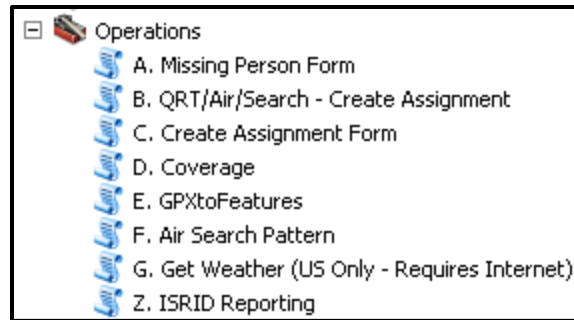 Operations
A. Missing Person Form
B. QRT/Air/Search - Create Assignment
C. Create Assignment Form
D. Coverage
E. GPXtoFeatures
F. Air Search Pattern
G. Get Weather (US Only - Requires Internet)
Z. ISRID Reporting